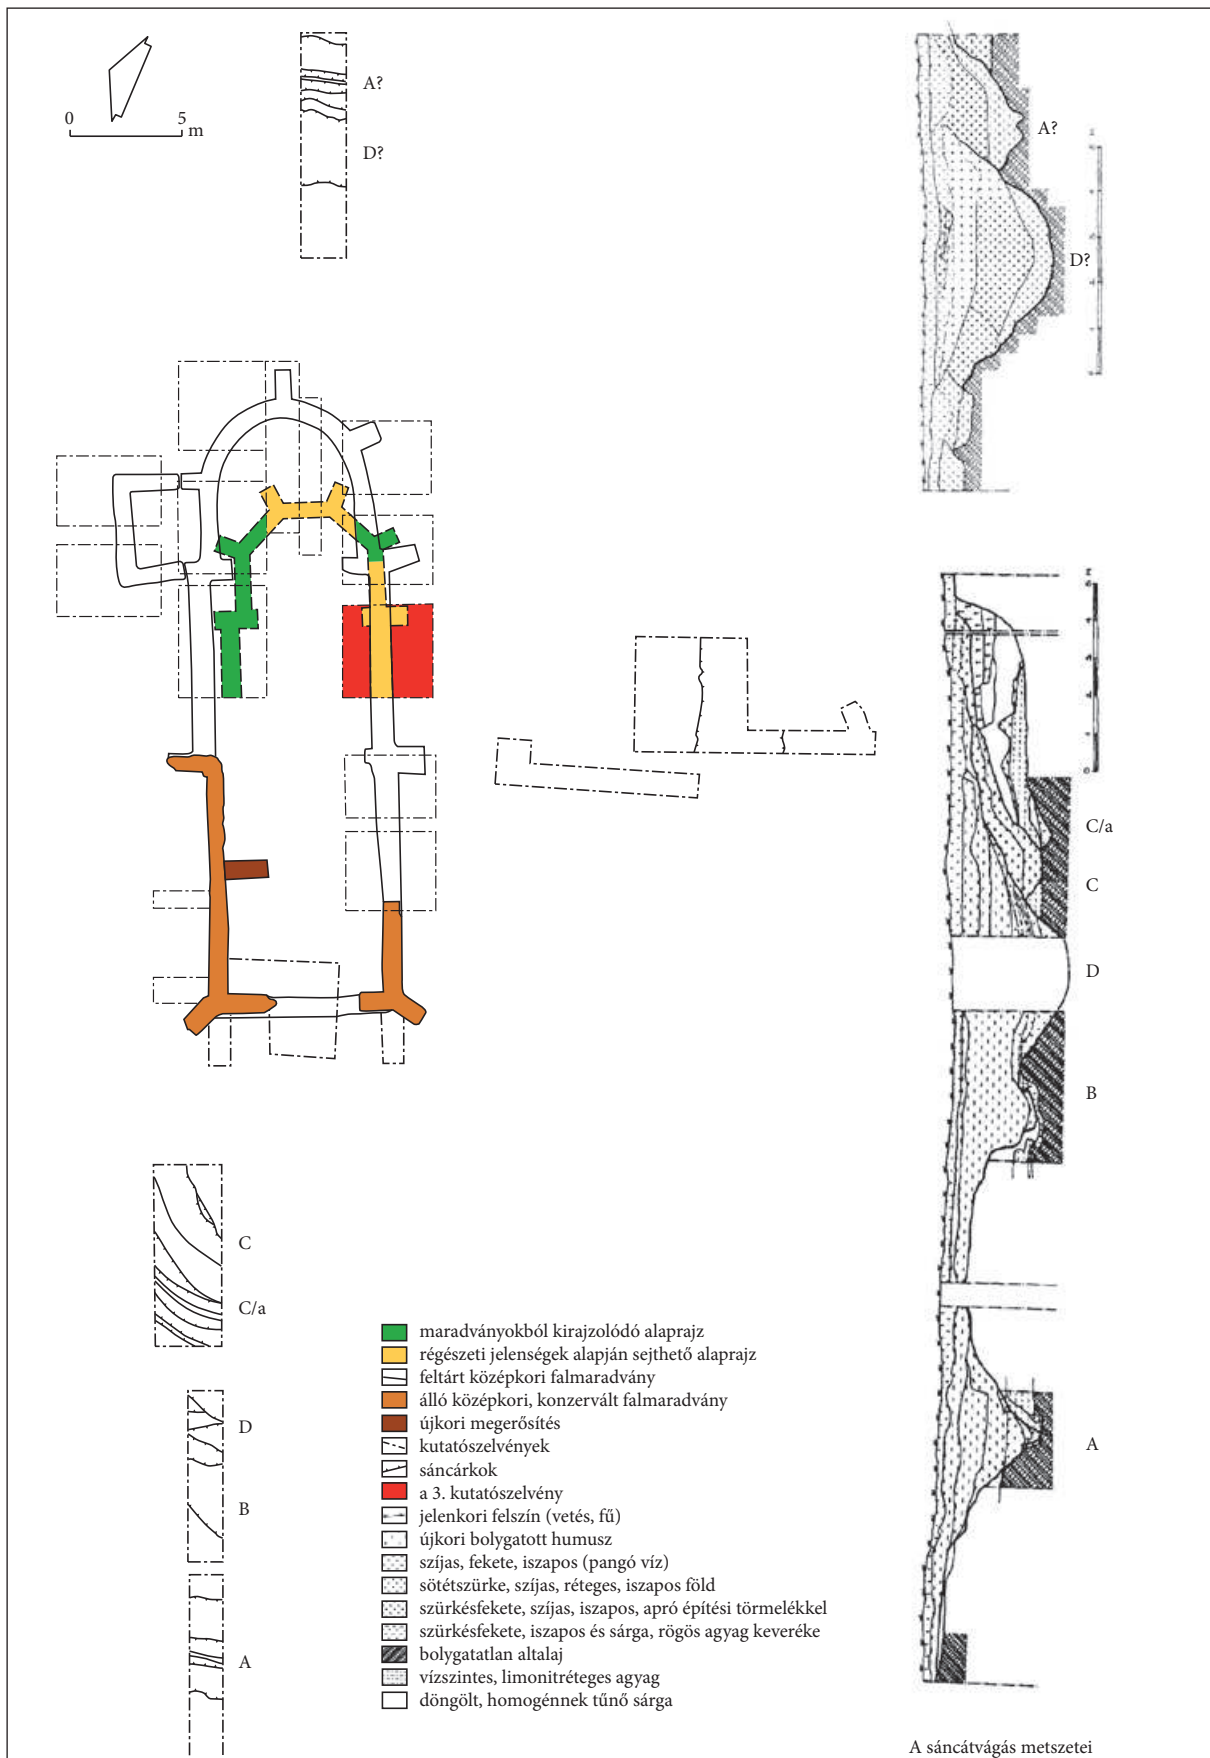 0 5
m
A?
D?
A?
D?
C/a
C
D
B
A
C
C/a
D
B
A
maradványokból kirajzolódó alaprajz
régészeti jelenségek alapján sejthető alaprajz
feltárt középkori falmaradvány
álló középkori, konzervált falmaradvány
újkori megerősítés
kutatószelvények
sáncárkok
a 3. kutatószelvény
jelenkori felszín (vetés, fű)
újkori bolygatott humusz
szíjas, fekete, iszapos (pangó víz)
sötétszürke, szíjas, réteges, iszapos föld
szürkésfekete, szíjas, iszapos, apró építési törmelékkel
szürkésfekete, iszapos és sárga, rögös agyag keveréke
bolygatatlan altalaj
vízszintes, limonitréteges agyag
döngölt, homogénnek tűnő sárga
A sáncátvágás metszetei